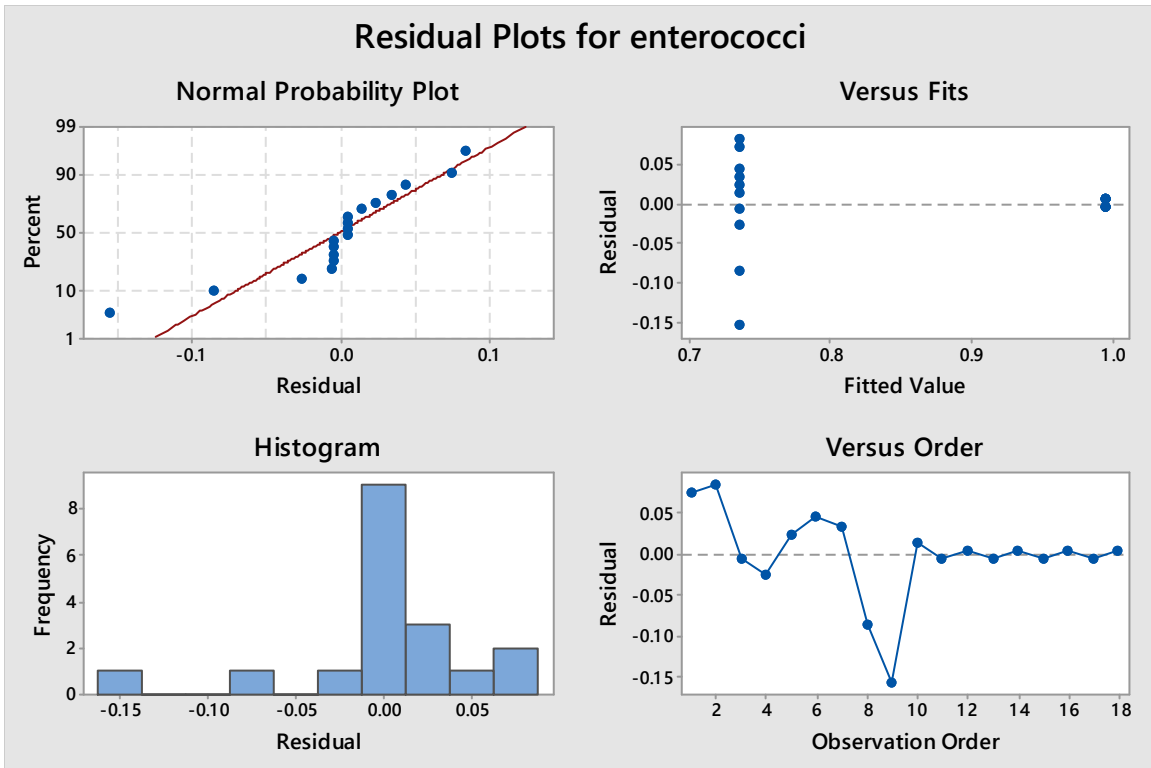 Residual Plots for enterococci
Normal Probability Plot
99
90
50
10
1
Percent
-0.1 0.0 0.1
Residual
Versus Fits
0.05
0.00
-0.05
-0.10
-0.15
Residual
0.7 0.8 0.9 1.0
Fitted Value
Histogram
8
6
4
2
0
Frequency
-0.15 -0.10 -0.05 0.00 0.05
Residual
Versus Order
0.05
0.00
-0.05
-0.10
-0.15
Residual
2 4 6 8 10 12 14 16 18
Observation Order